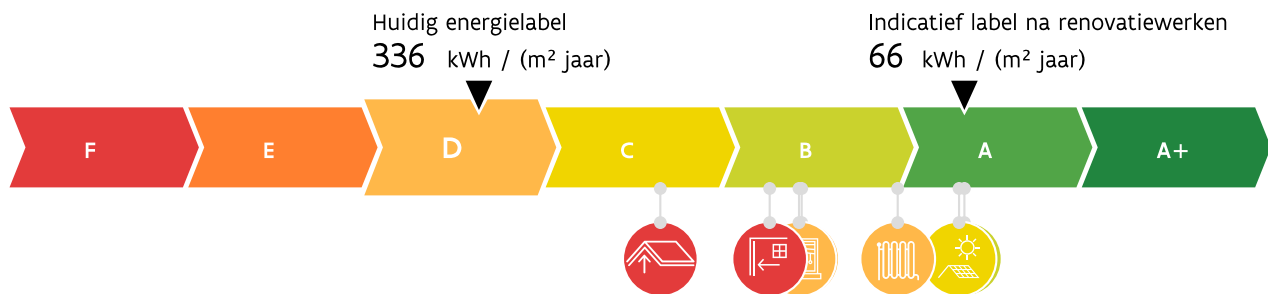 Huidig energielabel
336 kWh / (m² jaar)
Indicatief label na renovatiewerken
66 kWh / (m² jaar)
F E D C B A A+